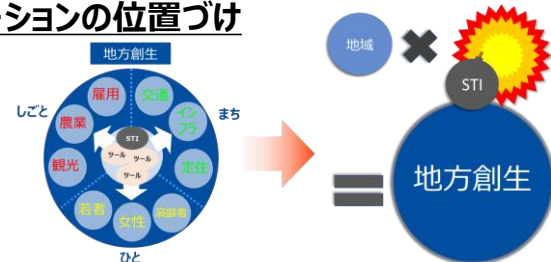 ーションの位置づけ
地方創生
しごと
まち
雇用
交通
農業
イン
フラ
STI
ツール
ツール
ツール
観光
定住
若者
女性
高齢者
ひと
地域
STI
地方創生